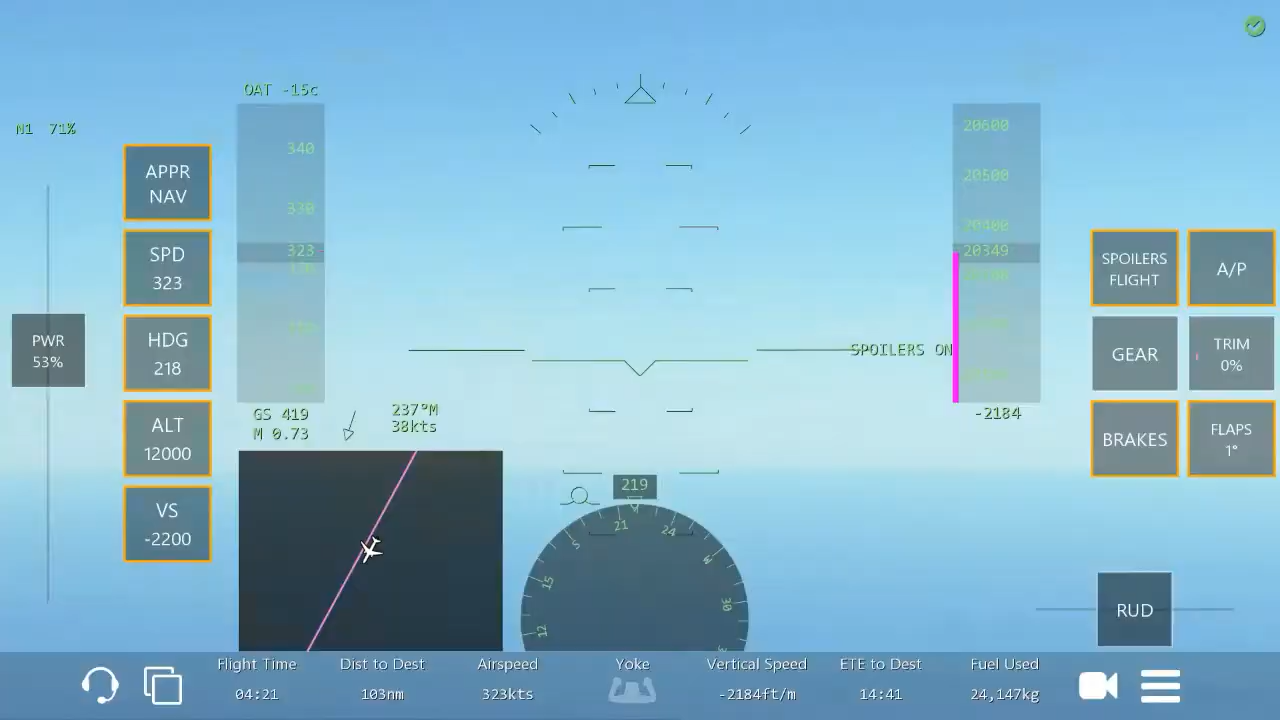 OAT -15c
N1 71%
340
330
323
APPR
NAV
SPD
323
HDG
218
ALT
12000
VS
-2200
PWR
53%
20600
20500
20400
20349
SPOILERS ON
-2184
SPOILERS
FLIGHT
A/P
GEAR
TRIM
0%
BRAKES
FLAPS
1°
GS 419
M 0.73
237°M
38kts
219
21
24
S
W
15
30
12
RUD
Flight Time
04:21
Dist to Dest
103nm
Airspeed
323kts
Yoke
Vertical Speed
-2184ft/m
ETE to Dest
14:41
Fuel Used
24,147kg